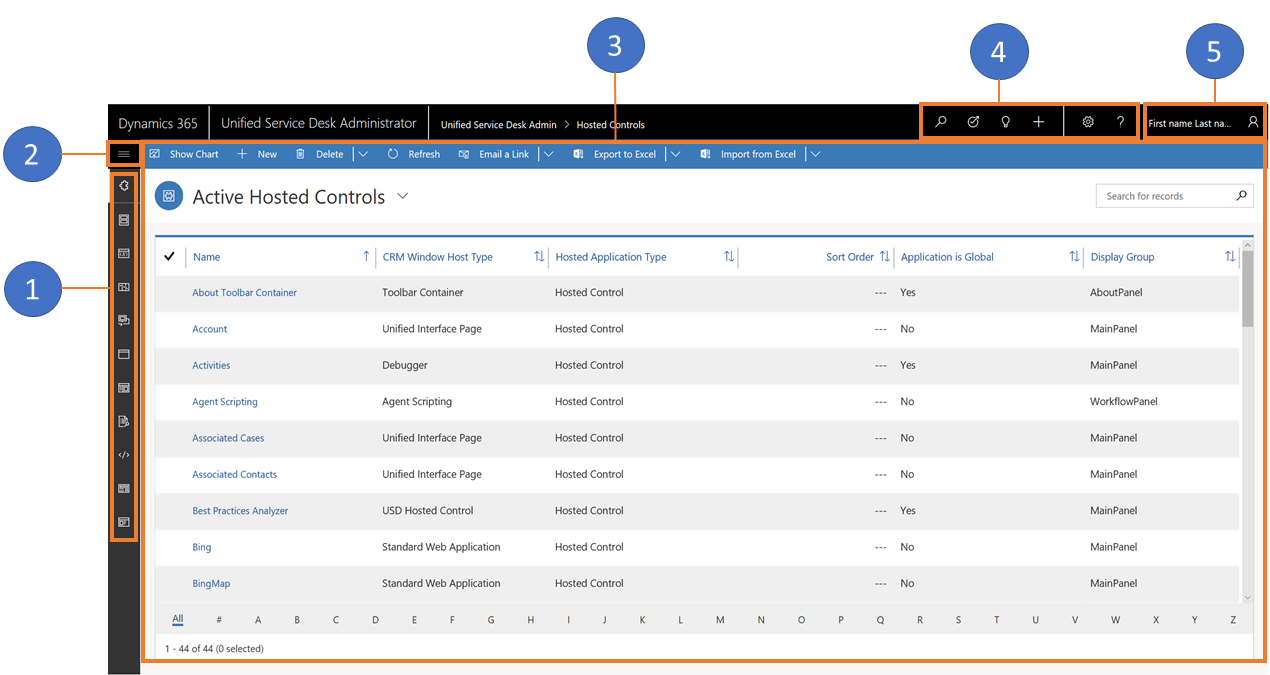 3
4
5
Dynamics 365 Unified Service Desk Administrator Unified Service Desk Admin > Hosted Controls First name Last na...
2
Show Chart New Delete Refresh Email a Link Export to Excel Import from Excel
Active Hosted Controls Search for records
Name CRM Window Host Type Hosted Application Type Sort Order Application is Global Display Group
1
About Toolbar Container Toolbar Container Hosted Control --- Yes AboutPanel
Account Unified Interface Page Hosted Control --- No MainPanel
Activities Debugger Hosted Control --- Yes MainPanel
Agent Scripting Agent Scripting Hosted Control --- No WorkflowPanel
Associated Cases Unified Interface Page Hosted Control --- No MainPanel
Associated Contacts Unified Interface Page Hosted Control --- No MainPanel
Best Practices Analyzer USD Hosted Control Hosted Control --- Yes MainPanel
Bing Standard Web Application Hosted Control --- No MainPanel
BingMap Standard Web Application Hosted Control --- No MainPanel
All # A B C D E F G H I J K L M N O P Q R S T U V W X Y Z
1 - 44 of 44 (0 selected)